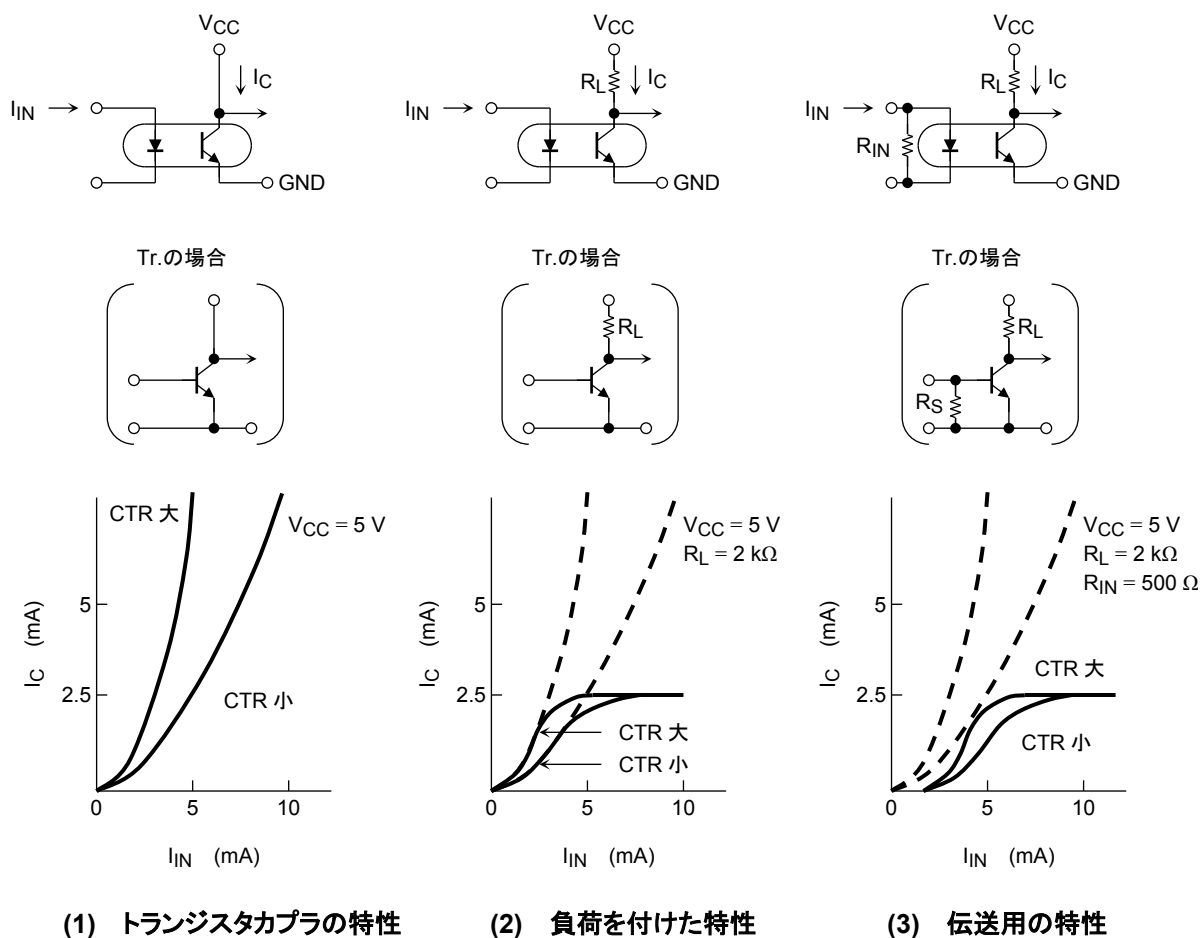 VCC
IC
IIN
GND
Tr.の場合
CTR 大
VCC = 5 V
CTR 小
IC (mA)
5
2.5
0
5
10
IIN (mA)
(1) トランジスタカプラの特性
VCC
RL
IC
IIN
GND
Tr.の場合
RL
VCC = 5 V
RL = 2 kΩ
IC (mA)
5
2.5
CTR 大
CTR 小
0
5
10
IIN (mA)
(2) 負荷を付けた特性
VCC
RL
IC
IIN
RIN
GND
Tr.の場合
RL
RS
VCC = 5 V
RL = 2 kΩ
RIN = 500 Ω
IC (mA)
5
2.5
CTR 大
CTR 小
0
5
10
IIN (mA)
(3) 伝送用の特性